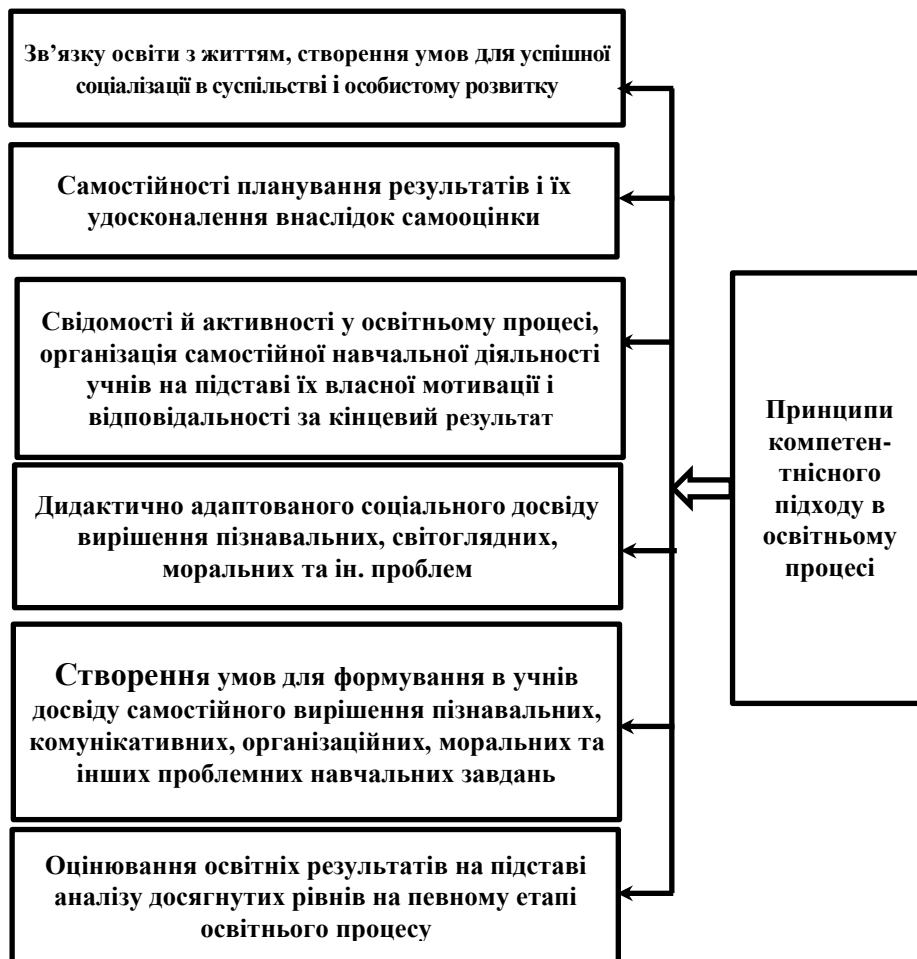 Зв’язку освіти з життям, створення умов для успішної
соціалізації в суспільстві і особистому розвитку
Самостійності планування результатів і їх
удосконалення внаслідок самооцінки
Свідомості й активності у освітньому процесі,
організація самостійної навчальної діяльності
учнів на підставі їх власної мотивації і
відповідальності за кінцевий результат
Дидактично адаптованого соціального досвіду
вирішення пізнавальних, світоглядних,
моральних та ін. проблем
Створення умов для формування в учнів
досвіду самостійного вирішення пізнавальних,
комунікативних, організаційних, моральних та
інших проблемних навчальних завдань
Оцінювання освітніх результатів на підставі
аналізу досягнутих рівнів на певному етапі
освітнього процесу
Принципи
компетен-
тнісного
підходу в
освітньому
процесі